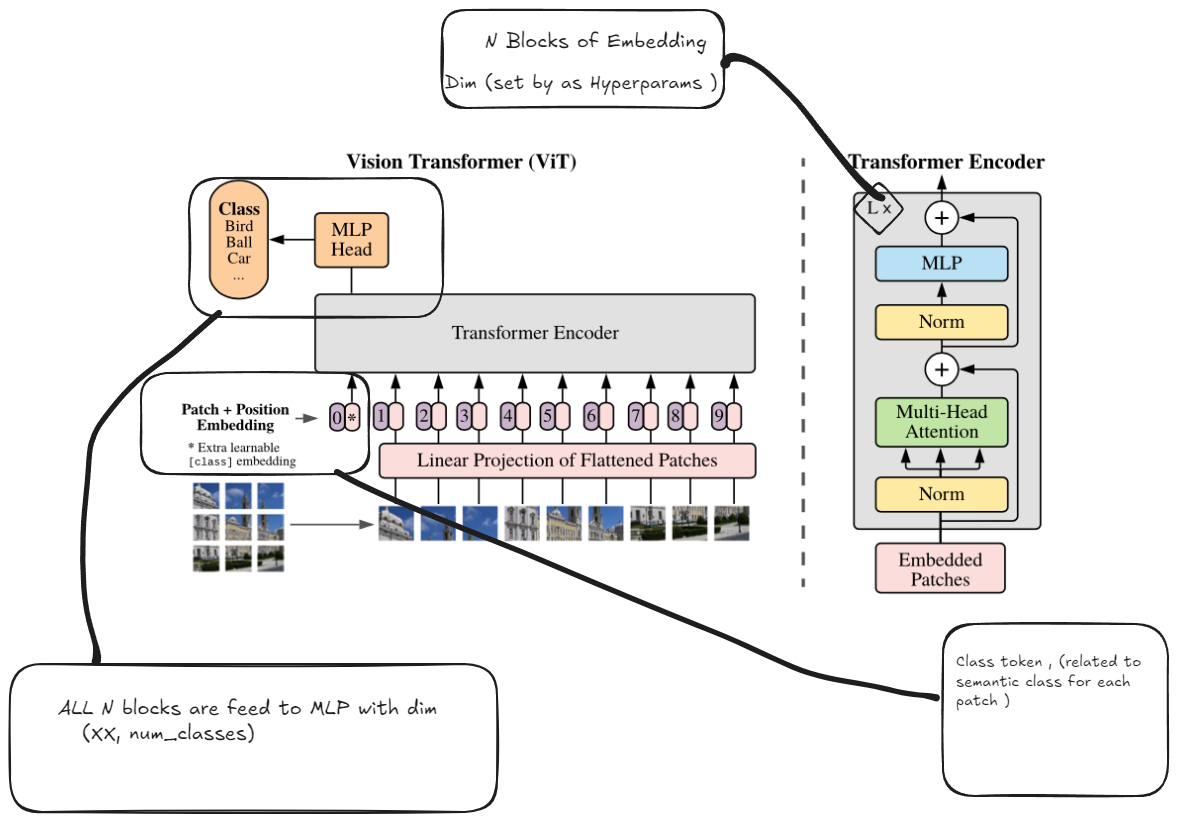 N Blocks of Embedding
Dim (set by as Hyperparams )
Vision Transformer (ViT)
Class
Bird
Ball
Car
...
MLP
Head
Transformer Encoder
Patch + Position
Embedding
* Extra learnable
[class] embedding
0 * 1 2 3 4 5 6 7 8 9
Linear Projection of Flattened Patches
Transformer Encoder
L ×
+
MLP
Norm
+
Multi-Head
Attention
Norm
Embedded
Patches
ALL N blocks are feed to MLP with dim
(XX, num_classes)
Class token , (related to
semantic class for each
patch )